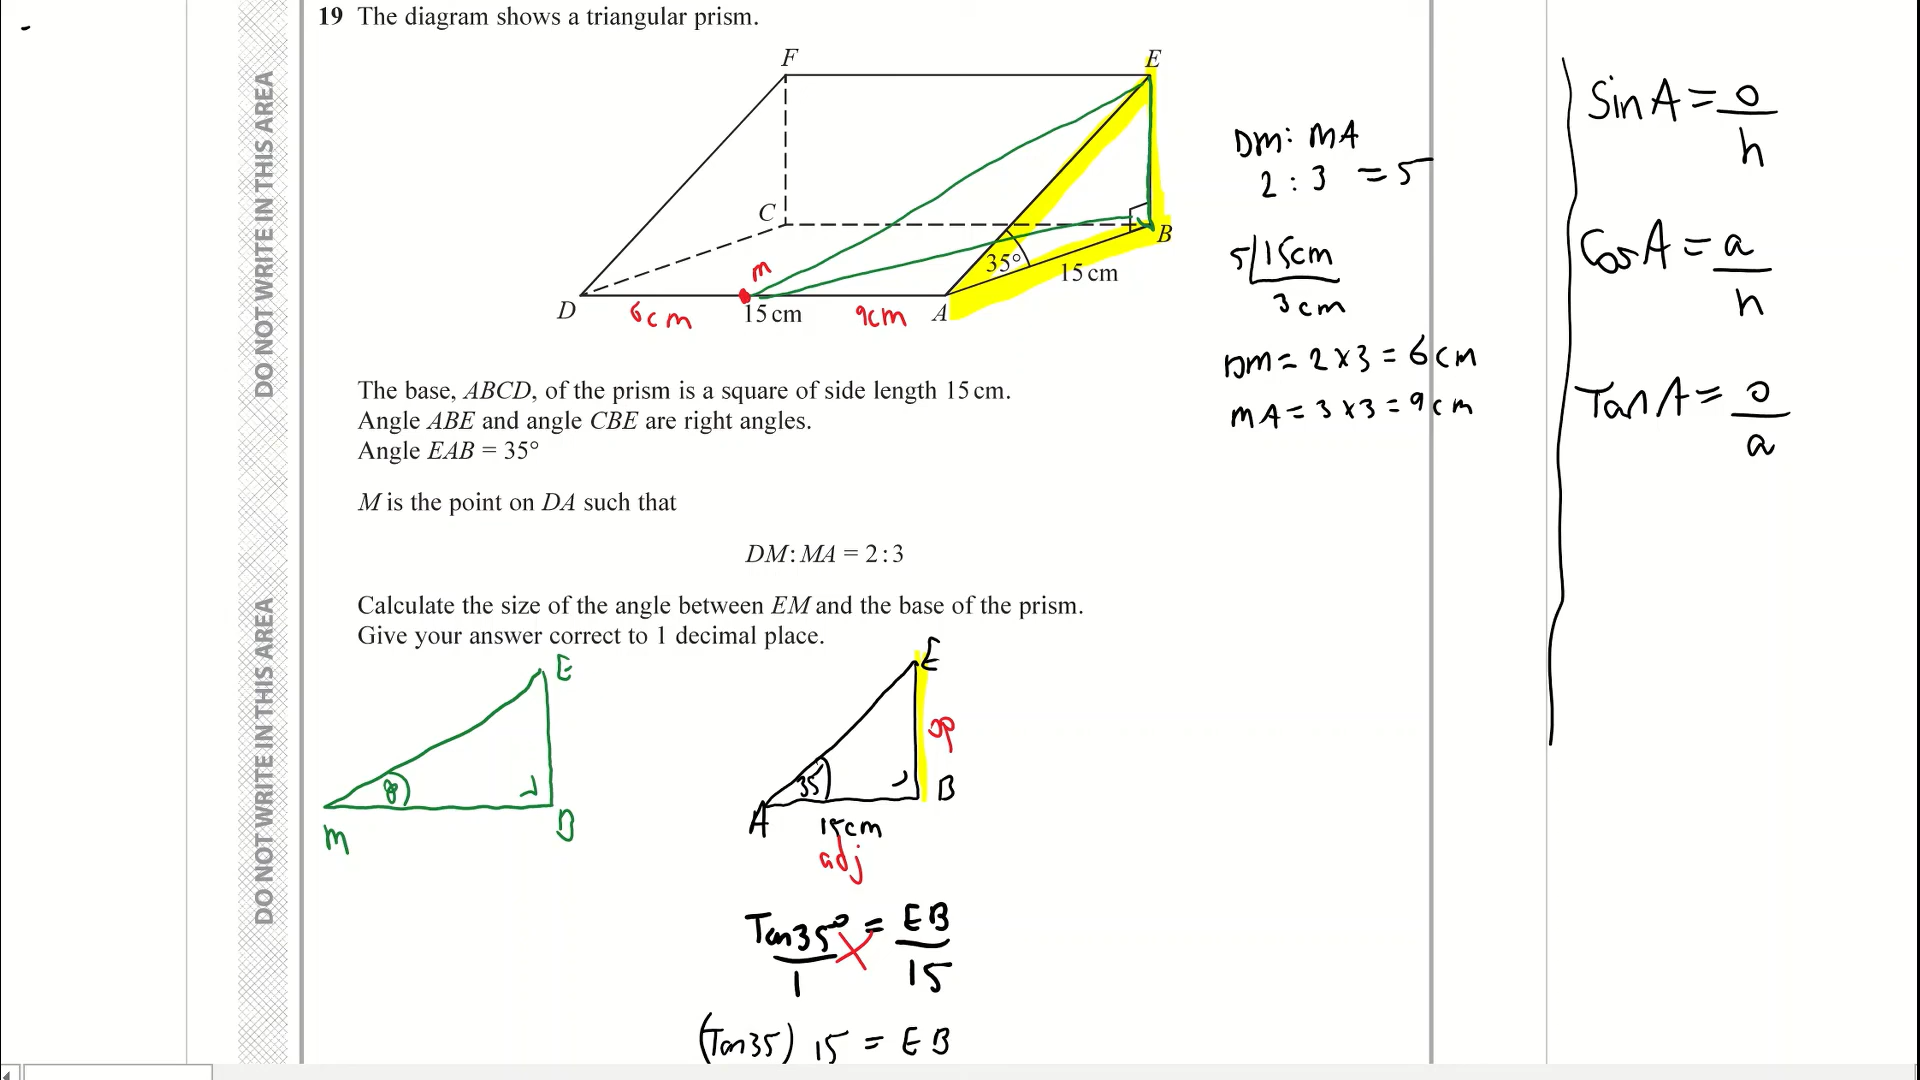 19 The diagram shows a triangular prism.
F
E
C
B
35°
15 cm
m
D
6cm
15 cm
9cm
A
DM: MA
2 : 3 = 5
5 15cm
3cm
DM = 2 x 3 = 6cm
MA = 3 x 3 = 9cm
Sin A = o
h
Cos A = a
h
Tan A = o
a
The base, ABCD, of the prism is a square of side length 15 cm.
Angle ABE and angle CBE are right angles.
Angle EAB = 35°
M is the point on DA such that
DM : MA = 2 : 3
Calculate the size of the angle between EM and the base of the prism.
Give your answer correct to 1 decimal place.
E
θ
M
B
E
op
35
A
B
15cm
adj
Tan35° = EB
1 15
(Tan35) 15 = EB
DO NOT WRITE IN THIS AREA
DO NOT WRITE IN THIS AREA